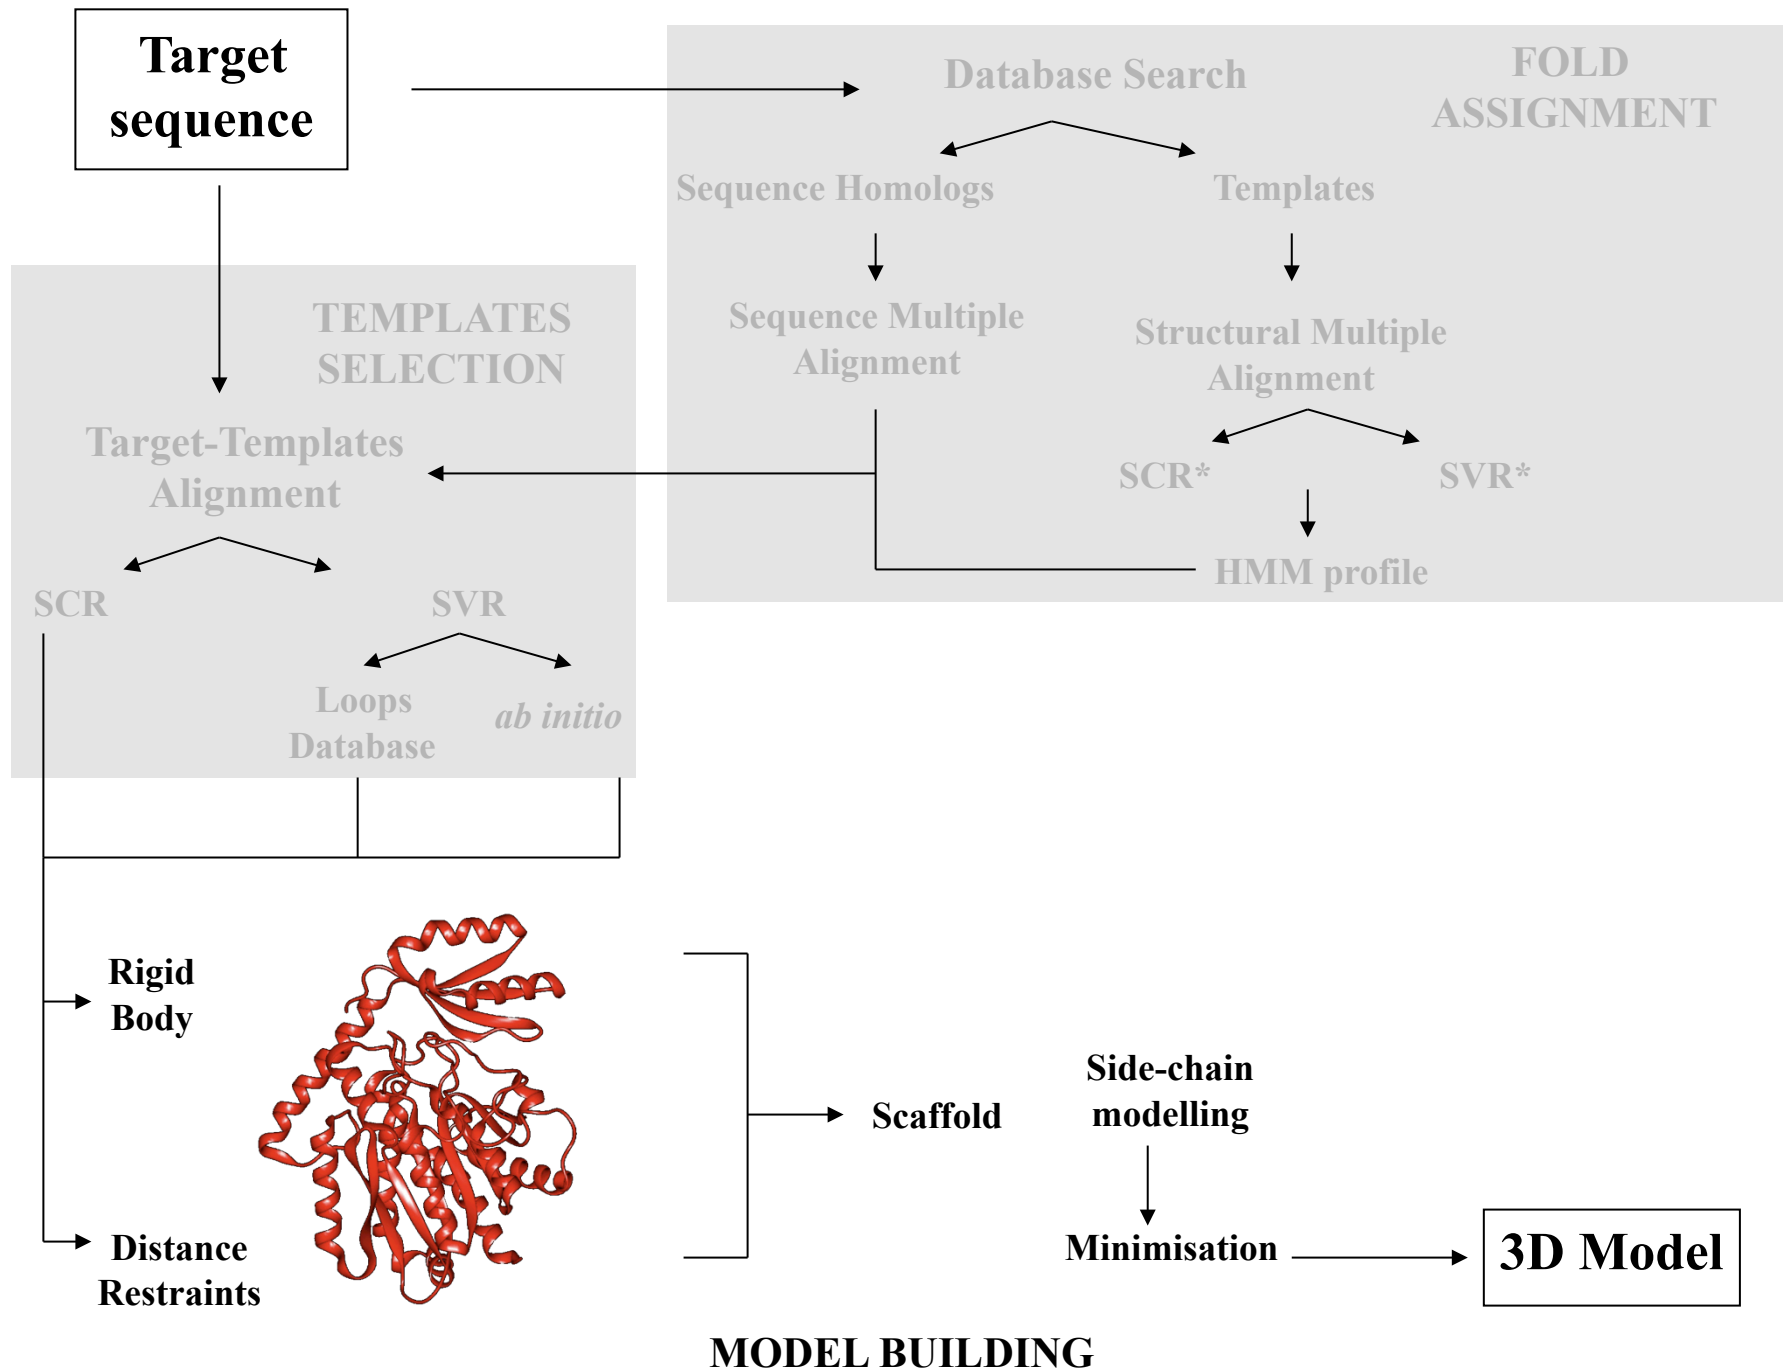 Target
sequence
Database Search
FOLD
ASSIGNMENT
Sequence Homologs
Templates
Sequence Multiple
Alignment
Structural Multiple
Alignment
SCR*
SVR*
HMM profile
TEMPLATES
SELECTION
Target-Templates
Alignment
SCR
SVR
Loops
Database
ab initio
Rigid
Body
Distance
Restraints
Scaffold
Side-chain
modelling
Minimisation
3D Model
MODEL BUILDING